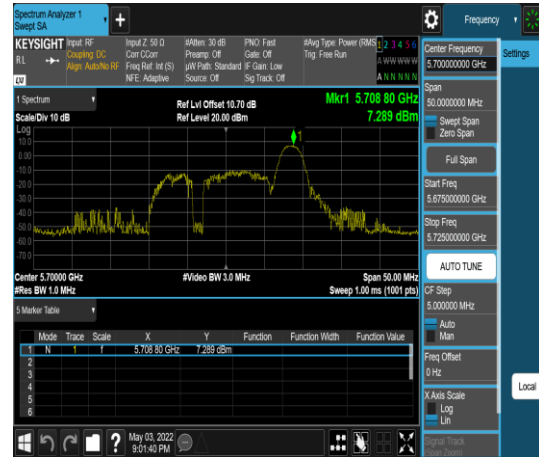 Spectrum Analyzer 1
Swept SA
+
Frequency
KEYSIGHT
RL
Input: RF
Coupling: DC
Align: Auto/No RF
Input Z: 50 Ω
Corr CCorr
Freq Ref: Int (S)
NFE: Adaptive
#Atten: 30 dB
Preamp: Off
µW Path: Standard
Source: Off
PNO: Fast
Gate: Off
IF Gain: Low
Sig Track: Off
#Avg Type: Power (RMS
Trig: Free Run
1 2 3 4 5 6
A W W W W W
A N N N N N
1 Spectrum
Scale/Div 10 dB
Ref Lvl Offset 10.70 dB
Ref Level 20.00 dBm
Mkr1 5.708 80 GHz
7.289 dBm
Log
10.0
0.00
-10.0
-20.0
-30.0
-40.0
-50.0
-60.0
-70.0
1
Center 5.70000 GHz
#Res BW 1.0 MHz
#Video BW 3.0 MHz
Span 50.00 MHz
Sweep 1.00 ms (1001 pts)
5 Marker Table
Mode Trace Scale X Y Function Function Width Function Value
1 N 1 f 5.708 80 GHz 7.289 dBm
2
3
4
5
6
May 03, 2022
9:01:40 PM
?
Center Frequency
5.700000000 GHz
Span
50.0000000 MHz
Swept Span
Zero Span
Full Span
Start Freq
5.675000000 GHz
Stop Freq
5.725000000 GHz
AUTO TUNE
CF Step
5.000000 MHz
Auto
Man
Freq Offset
0 Hz
X Axis Scale
Log
Lin
Signal Track
(Span Zoom)
Settings
Local